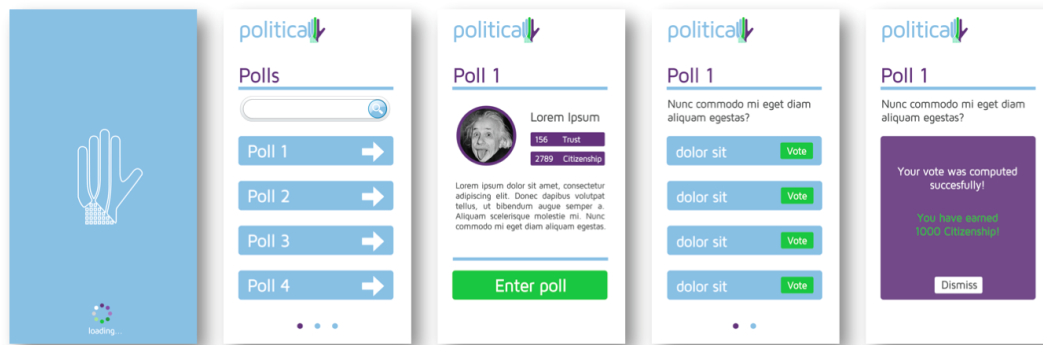 loading...
politically
Polls
Poll 1
Poll 2
Poll 3
Poll 4
politically
Poll 1
Lorem Ipsum
156 Trust
2789 Citizenship
Lorem ipsum dolor sit amet, consectetur
adipiscing elit. Donec dapibus volutpat
tellus, ut bibendum augue semper a.
Aliquam scelerisque molestie mi. Nunc
commodo mi eget diam aliquam egestas.
Enter poll
politically
Poll 1
Nunc commodo mi eget diam
aliquam egestas?
dolor sit Vote
dolor sit Vote
dolor sit Vote
dolor sit Vote
politically
Poll 1
Nunc commodo mi eget diam
aliquam egestas?
Your vote was computed
succesfully!
You have earned
1000 Citizenship!
Dismiss